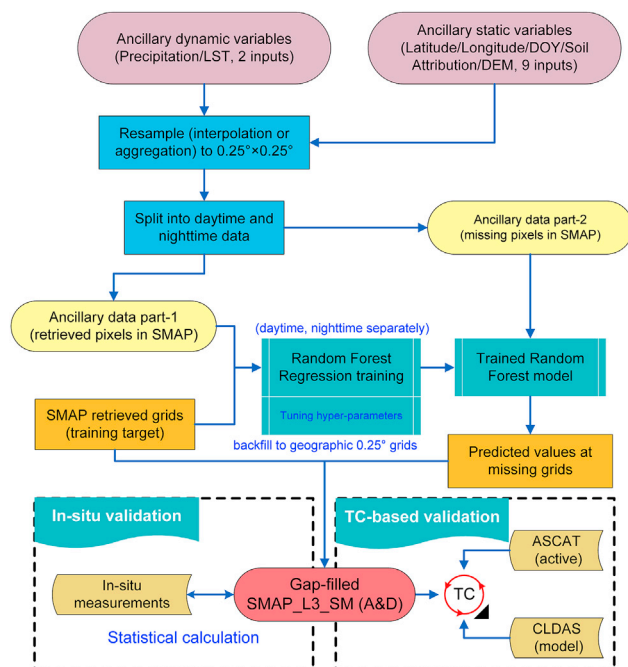 Ancillary dynamic variables
(Precipitation/LST, 2 inputs)
Ancillary static variables
(Latitude/Longitude/DOY/Soil
Attribution/DEM, 9 inputs)
Resample (interpolation or
aggregation) to 0.25°×0.25°
Split into daytime and
nighttime data
Ancillary data part-2
(missing pixels in SMAP)
Ancillary data part-1
(retrieved pixels in SMAP)
(daytime, nighttime separately)
Random Forest
Regression training
Tuning hyper-parameters
Trained Random
Forest model
SMAP retrieved grids
(training target)
backfill to geographic 0.25° grids
Predicted values at
missing grids
In-situ validation
TC-based validation
ASCAT
(active)
In-situ
measurements
Gap-filled
SMAP_L3_SM (A&D)
TC
Statistical calculation
CLDAS
(model)